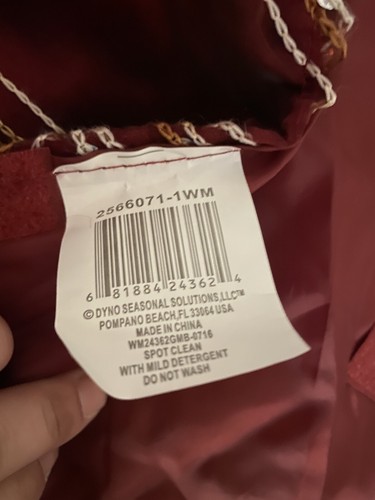 2566071-1WM
6 81884 24362 4
©DYNO SEASONAL SOLUTIONS,LLC™
POMPANO BEACH,FL 33064 USA
MADE IN CHINA
WM24362GMB-0716
SPOT CLEAN
WITH MILD DETERGENT
DO NOT WASH